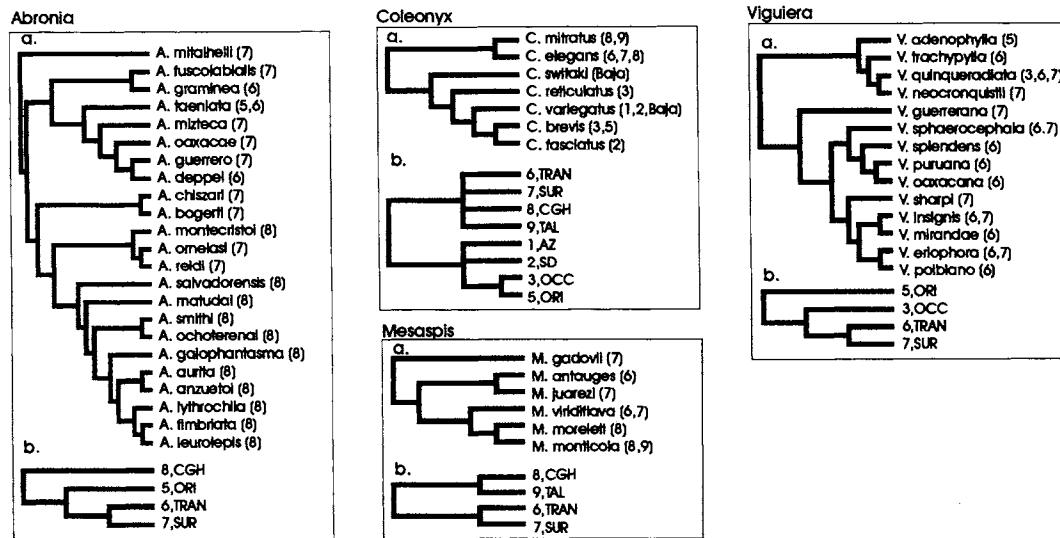 Abronia
a.
A. mitchelli (7)
A. fuscolabialis (7)
A. graminea (6)
A. taeniata (5,6)
A. mizteca (7)
A. oaxacae (7)
A. guerrero (7)
A. deppei (6)
A. chiszari (7)
A. bogerti (7)
A. montecristoi (8)
A. ornelasi (7)
A. reidi (7)
A. salvadorensis (8)
A. matudai (8)
A. smithi (8)
A. ochoterenai (8)
A. gaiophantasma (8)
A. aurita (8)
A. anzuetoi (8)
A. lythrochila (8)
A. fimbriata (8)
A. leurolepis (8)
b.
8,CGH
5,ORI
6,TRAN
7,SUR
Coleonyx
a.
C. mitratus (8,9)
C. elegans (6,7,8)
C. switaki (Baja)
C. reticulatus (3)
C. variegatus (1,2,Baja)
C. brevis (3,5)
C. fasciatus (2)
b.
6,TRAN
7,SUR
8,CGH
9,TAL
1,AZ
2,SD
3,OCC
5,ORI
Mesaspis
a.
M. gadovii (7)
M. antauges (6)
M. juarezi (7)
M. viridiflava (6,7)
M. moreleti (8)
M. monticola (8,9)
b.
8,CGH
9,TAL
6,TRAN
7,SUR
Viguiera
a.
V. adenophylla (5)
V. trachyplla (6)
V. quinqueradiata (3,6,7)
V. neocronquistii (7)
V. guerrerana (7)
V. sphaerocephala (6.7)
V. splendens (6)
V. puruana (6)
V. oaxacana (6)
V. sharpi (7)
V. insignis (6,7)
V. mirandae (6)
V. eriophora (6,7)
V. poiblano (6)
b.
5,ORI
3,OCC
6,TRAN
7,SUR